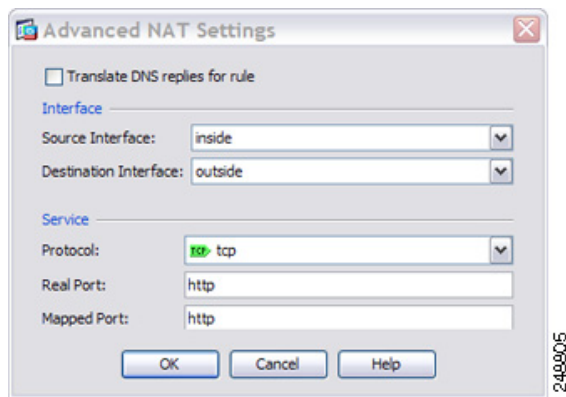 Advanced NAT Settings
Translate DNS replies for rule
Interface
Source Interface: inside
Destination Interface: outside
Service
Protocol: TCP tcp
Real Port: http
Mapped Port: http
OK Cancel Help
248805